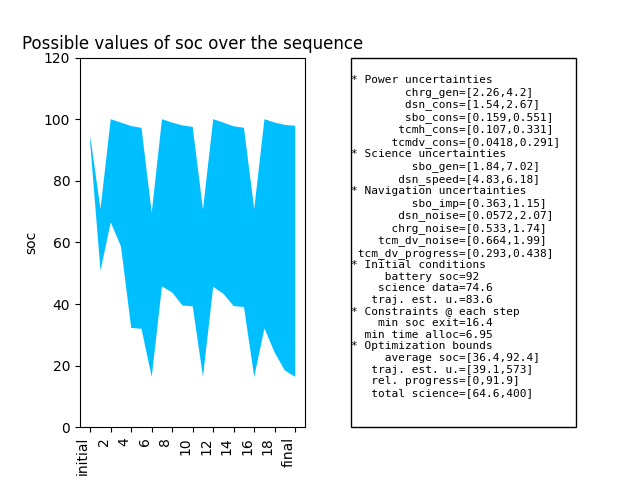 Possible values of soc over the sequence
120
100
80
60
40
20
0
soc
initial
2
4
6
8
10
12
14
16
18
final
* Power uncertainties
chrg_gen=[2.26,4.2]
dsn_cons=[1.54,2.67]
sbo_cons=[0.159,0.551]
tcmh_cons=[0.107,0.331]
tcmdv_cons=[0.0418,0.291]
* Science uncertainties
sbo_gen=[1.84,7.02]
dsn_speed=[4.83,6.18]
* Navigation uncertainties
sbo_imp=[0.363,1.15]
dsn_noise=[0.0572,2.07]
chrg_noise=[0.533,1.74]
tcm_dv_noise=[0.664,1.99]
tcm_dv_progress=[0.293,0.438]
* Initial conditions
battery soc=92
science data=74.6
traj. est. u.=83.6
* Constraints @ each step
min soc exit=16.4
min time alloc=6.95
* Optimization bounds
average soc=[36.4,92.4]
traj. est. u.=[39.1,573]
rel. progress=[0,91.9]
total science=[64.6,400]